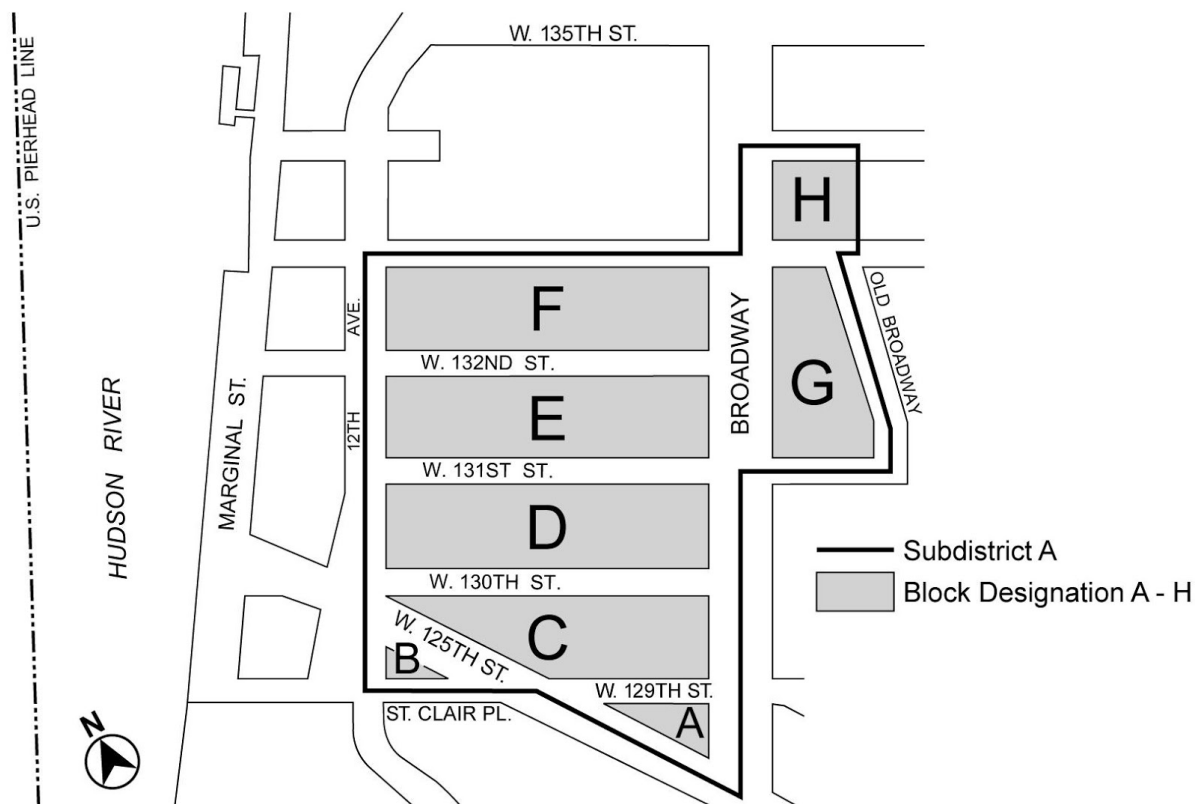 W. 135TH ST.
U.S. PIERHEAD LINE
H
F
AVE.
OLD BROADWAY
W. 132ND ST.
BROADWAY
G
E
HUDSON RIVER
MARGINAL ST.
12TH
W. 131ST ST.
D
Subdistrict A
W. 130TH ST.
Block Designation A - H
C
W. 125TH ST.
B
W. 129TH ST.
A
ST. CLAIR PL.
N